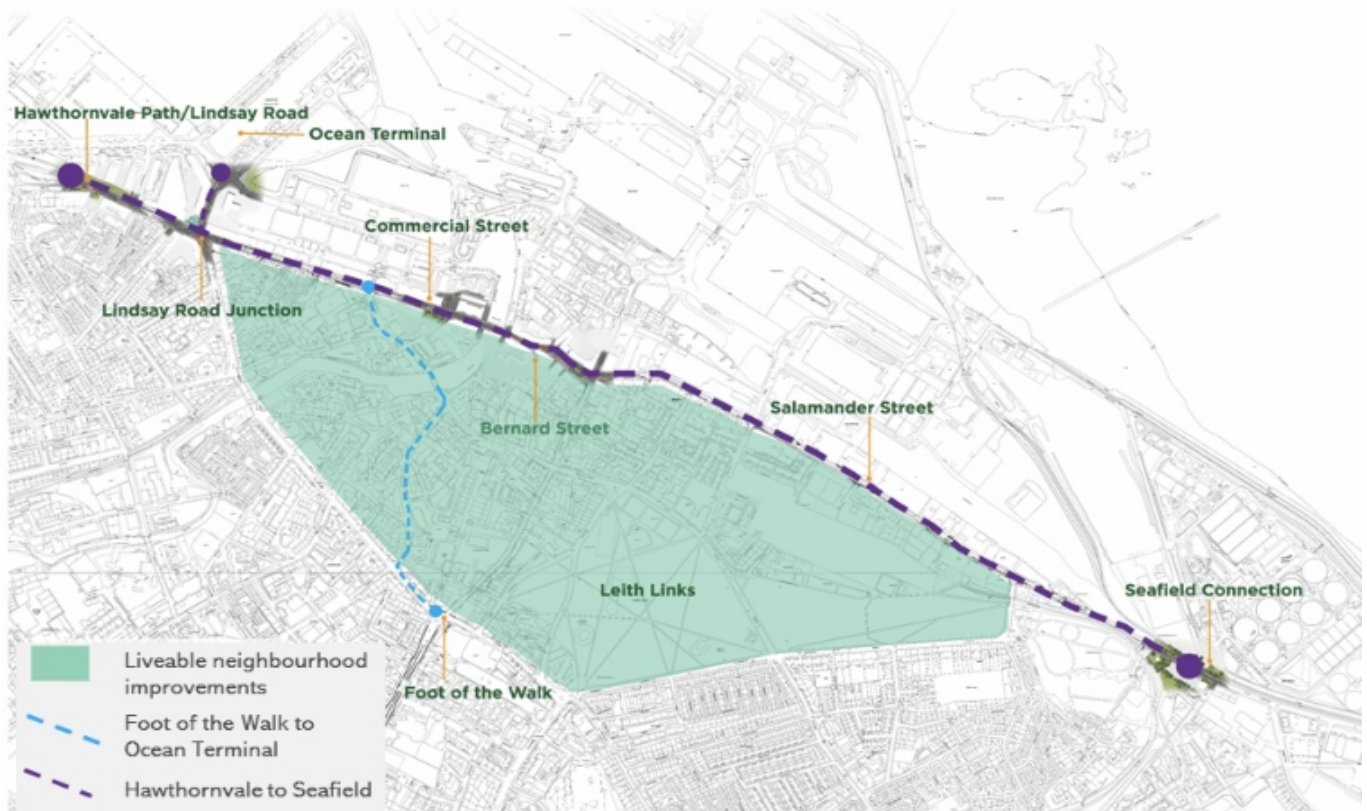 Hawthornvale Path/Lindsay Road
Ocean Terminal
Commercial Street
Lindsay Road Junction
Bernard Street
Salamander Street
Leith Links
Seafield Connection
Foot of the Walk
Liveable neighbourhood
improvements
Foot of the Walk to
Ocean Terminal
Hawthornvale to Seafield